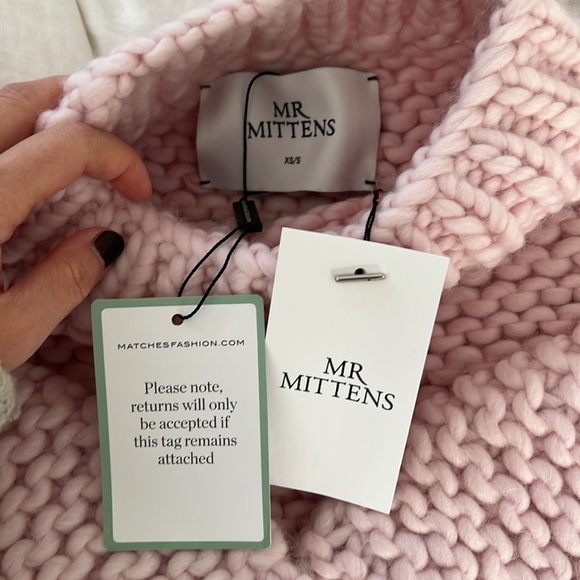 MR
MITTENS
XS/S
MATCHESFASHION.COM
Please note,
returns will only
be accepted if
this tag remains
attached
MR
MITTENS